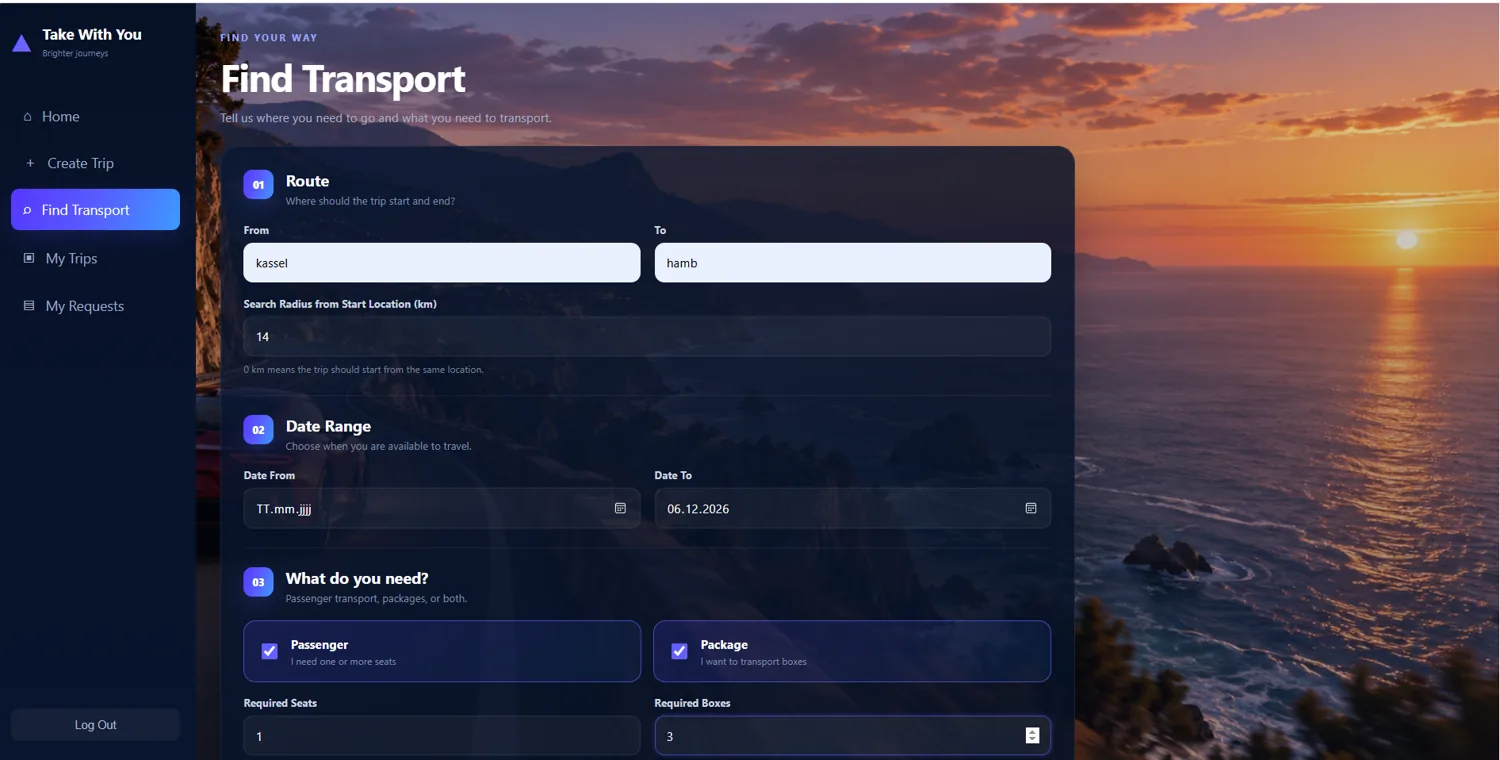 Take With You
Brighter journeys
Home
+ Create Trip
Find Transport
My Trips
My Requests
Log Out
FIND YOUR WAY
Find Transport
Tell us where you need to go and what you need to transport.
01 Route
Where should the trip start and end?
From To
kassel hamb
Search Radius from Start Location (km)
14
0 km means the trip should start from the same location.
02 Date Range
Choose when you are available to travel.
Date From Date To
TT.mm.jjjj 06.12.2026
03 What do you need?
Passenger transport, packages, or both.
Passenger Package
I need one or more seats I want to transport boxes
Required Seats Required Boxes
1 3